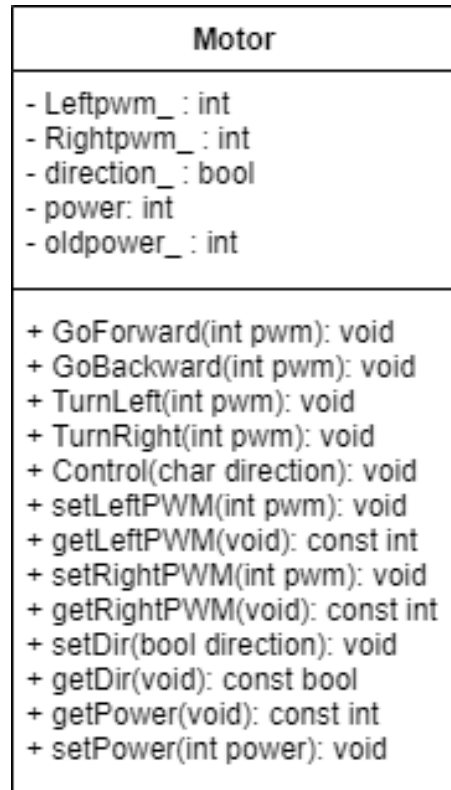 Motor
- Leftpwm_ : int
- Rightpwm_ : int
- direction_ : bool
- power: int
- oldpower_ : int
+ GoForward(int pwm): void
+ GoBackward(int pwm): void
+ TurnLeft(int pwm): void
+ TurnRight(int pwm): void
+ Control(char direction): void
+ setLeftPWM(int pwm): void
+ getLeftPWM(void): const int
+ setRightPWM(int pwm): void
+ getRightPWM(void): const int
+ setDir(bool direction): void
+ getDir(void): const bool
+ getPower(void): const int
+ setPower(int power): void